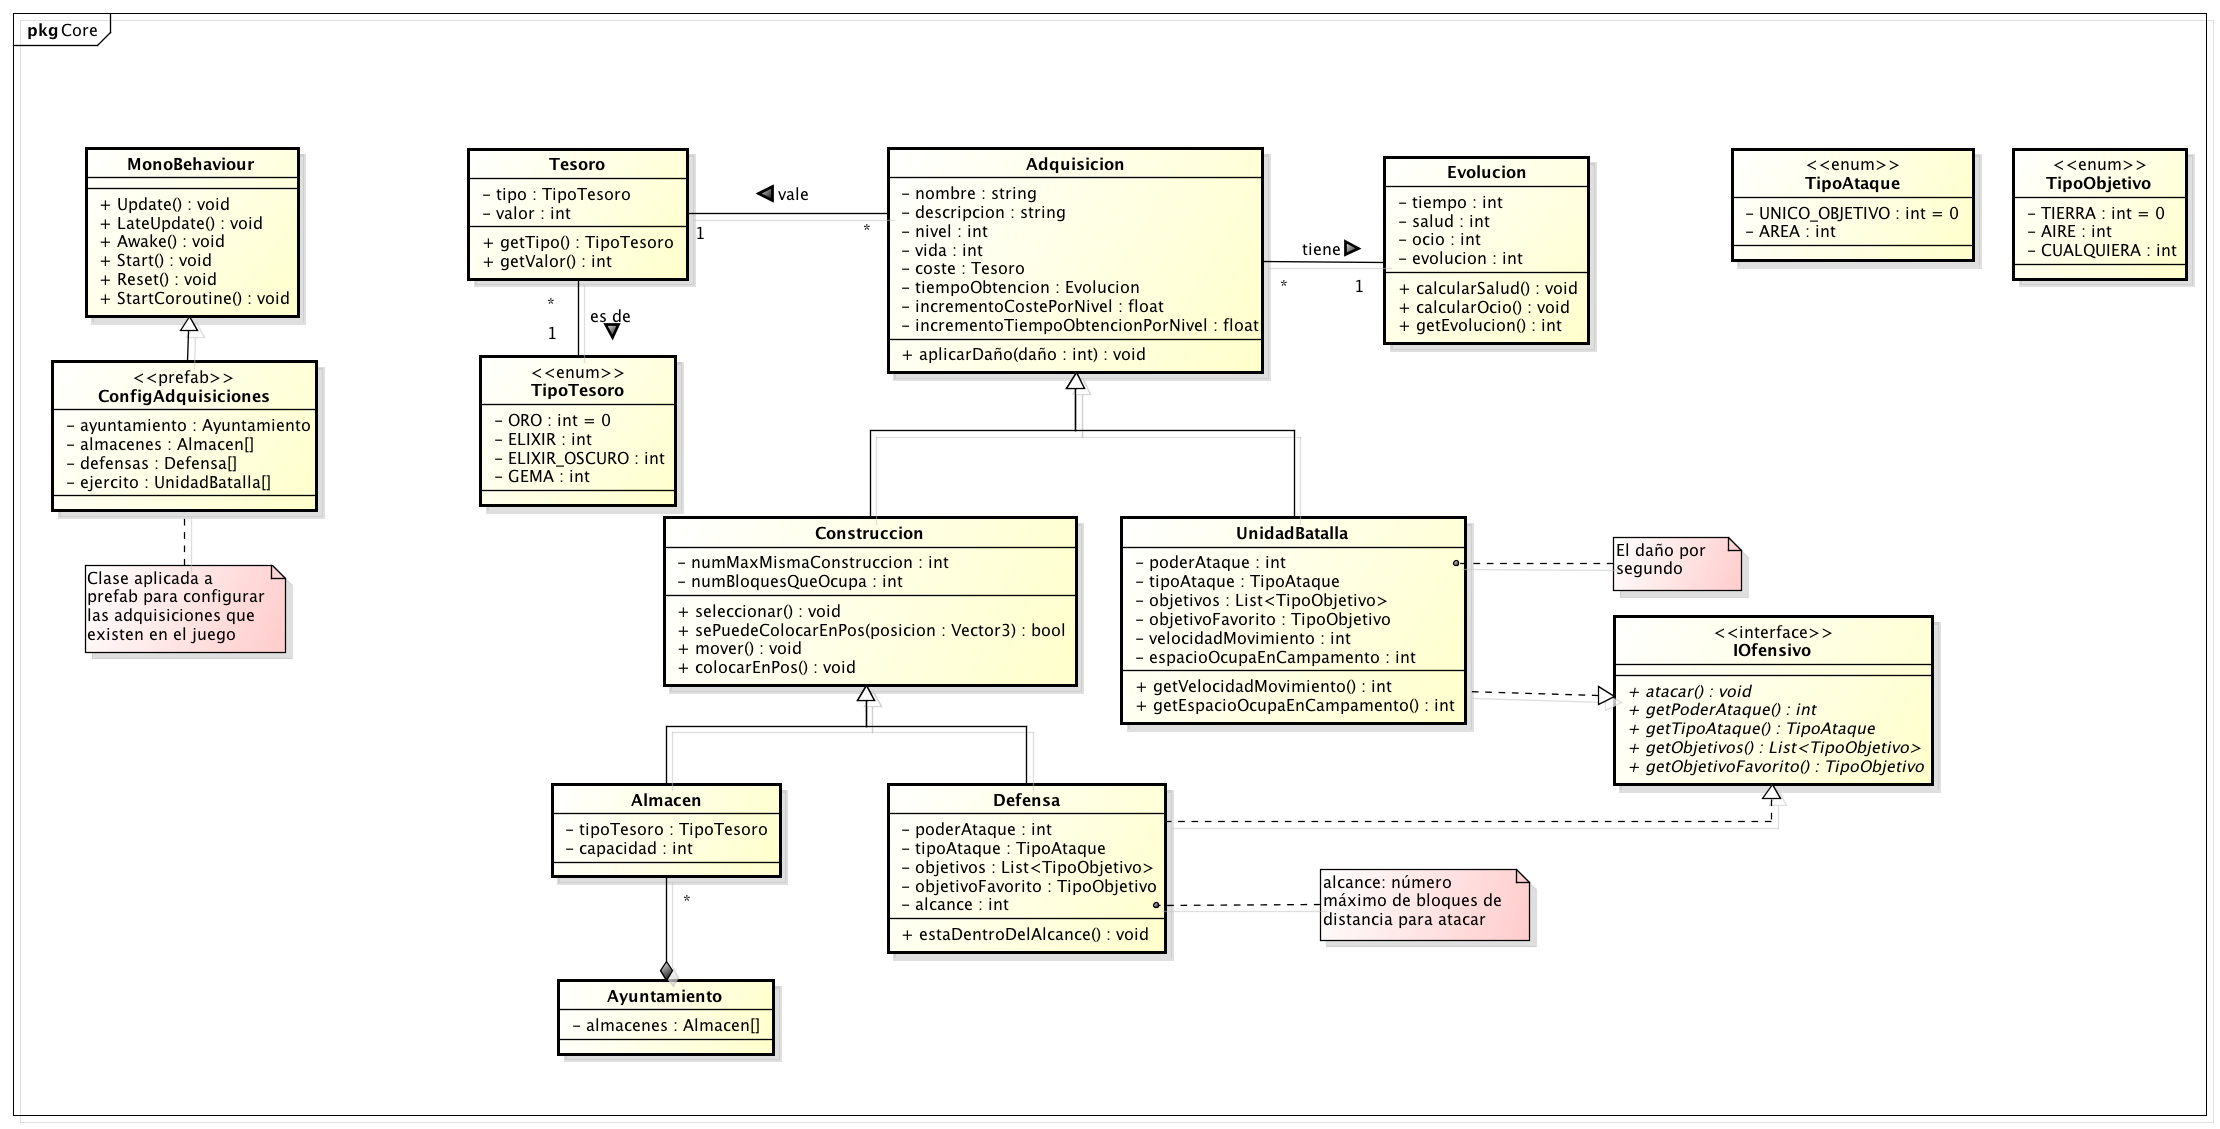 pkg Core
MonoBehaviour
+ Update() : void
+ LateUpdate() : void
+ Awake() : void
+ Start() : void
+ Reset() : void
+ StartCoroutine() : void
<<prefab>>
ConfigAdquisiciones
– ayuntamiento : Ayuntamiento
– almacenes : Almacen[]
– defensas : Defensa[]
– ejercito : UnidadBatalla[]
Clase aplicada a
prefab para configurar
las adquisiciones que
existen en el juego
Tesoro
– tipo : TipoTesoro
– valor : int
+ getTipo() : TipoTesoro
+ getValor() : int
vale
1
*
*
1
es de
<<enum>>
TipoTesoro
– ORO : int = 0
– ELIXIR : int
– ELIXIR_OSCURO : int
– GEMA : int
Adquisicion
– nombre : string
– descripcion : string
– nivel : int
– vida : int
– coste : Tesoro
– tiempoObtencion : Evolucion
– incrementoCostePorNivel : float
– incrementoTiempoObtencionPorNivel : float
+ aplicarDaño(daño : int) : void
tiene
*
1
Evolucion
– tiempo : int
– salud : int
– ocio : int
– evolucion : int
+ calcularSalud() : void
+ calcularOcio() : void
+ getEvolucion() : int
<<enum>>
TipoAtaque
– UNICO_OBJETIVO : int = 0
– AREA : int
<<enum>>
TipoObjetivo
– TIERRA : int = 0
– AIRE : int
– CUALQUIERA : int
Construccion
– numMaxMismaConstruccion : int
– numBloquesQueOcupa : int
+ seleccionar() : void
+ sePuedeColocarEnPos(posicion : Vector3) : bool
+ mover() : void
+ colocarEnPos() : void
UnidadBatalla
– poderAtaque : int
– tipoAtaque : TipoAtaque
– objetivos : List<TipoObjetivo>
– objetivoFavorito : TipoObjetivo
– velocidadMovimiento : int
– espacioOcupaEnCampamento : int
+ getVelocidadMovimiento() : int
+ getEspacioOcupaEnCampamento() : int
El daño por
segundo
<<interface>>
IOfensivo
+ atacar() : void
+ getPoderAtaque() : int
+ getTipoAtaque() : TipoAtaque
+ getObjetivos() : List<TipoObjetivo>
+ getObjetivoFavorito() : TipoObjetivo
Almacen
– tipoTesoro : TipoTesoro
– capacidad : int
*
Defensa
– poderAtaque : int
– tipoAtaque : TipoAtaque
– objetivos : List<TipoObjetivo>
– objetivoFavorito : TipoObjetivo
– alcance : int
+ estaDentroDelAlcance() : void
alcance: número
máximo de bloques de
distancia para atacar
Ayuntamiento
– almacenes : Almacen[]